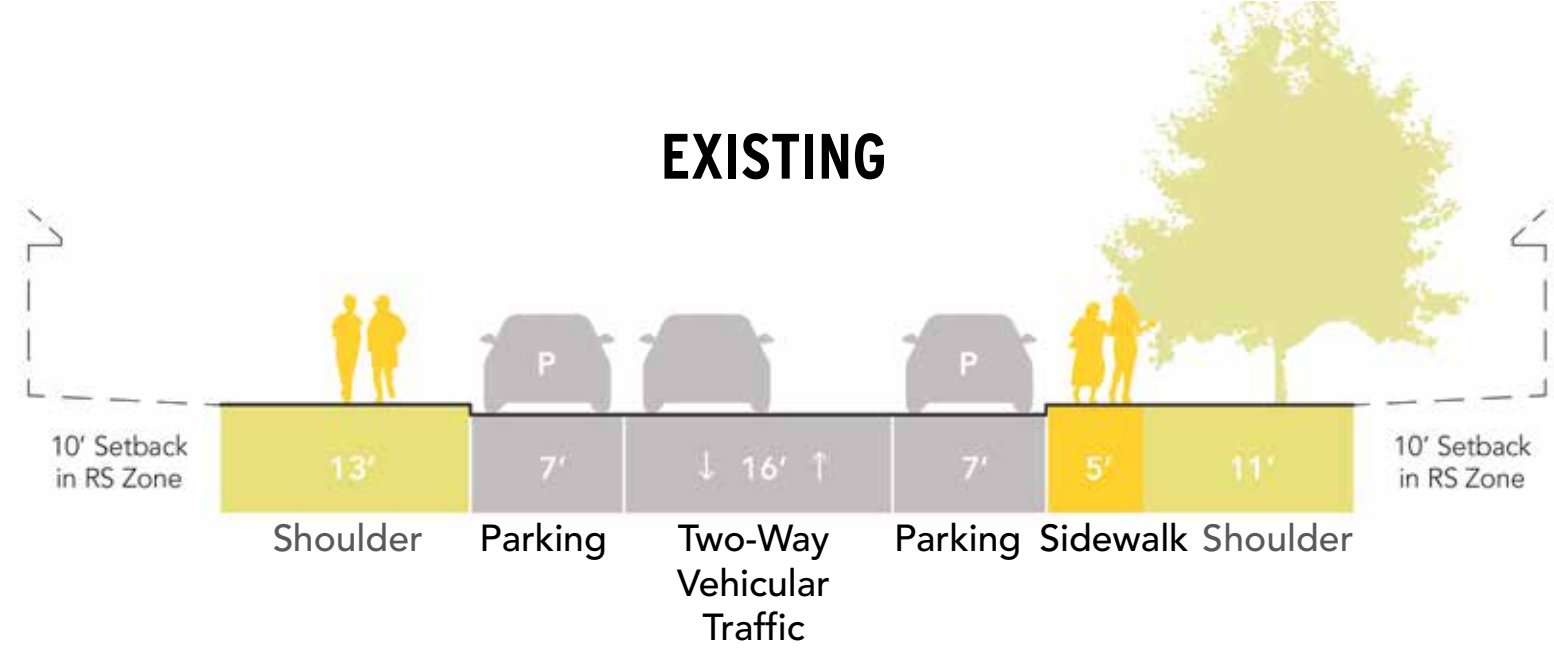 EXISTING
P
P
10′ Setback
in RS Zone
13′
7′
↓ 16′ ↑
7′
5′
11′
10′ Setback
in RS Zone
Shoulder
Parking
Two-Way
Vehicular
Traffic
Parking
Sidewalk
Shoulder